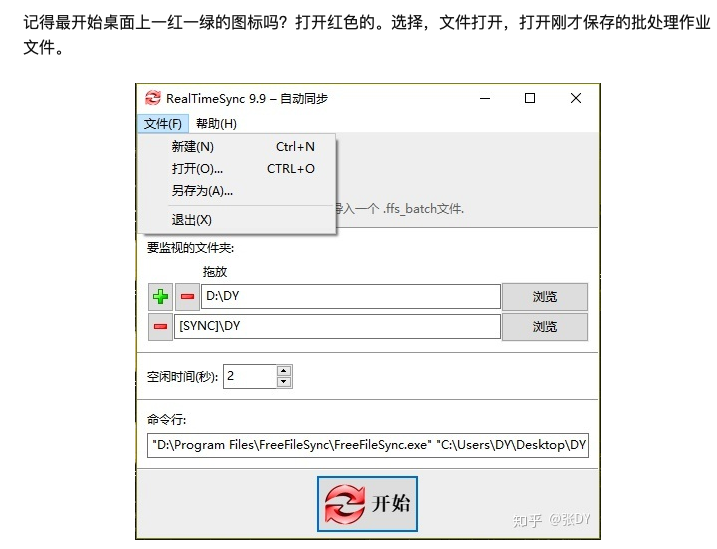 记得最开始桌面上一红一绿的图标吗？打开红色的。选择，文件打开，打开刚才保存的批处理作业
文件。
RealTimeSync 9.9 – 自动同步
文件(F) 帮助(H)
新建(N) Ctrl+N
打开(O)... CTRL+O
另存为(A)...
导入一个 .ffs_batch文件.
退出(X)
要监视的文件夹:
拖放
D:\DY 浏览
[SYNC]\DY 浏览
空闲时间(秒): 2
命令行:
"D:\Program Files\FreeFileSync\FreeFileSync.exe" "C:\Users\DY\Desktop\DY
开始
知乎 @张DY